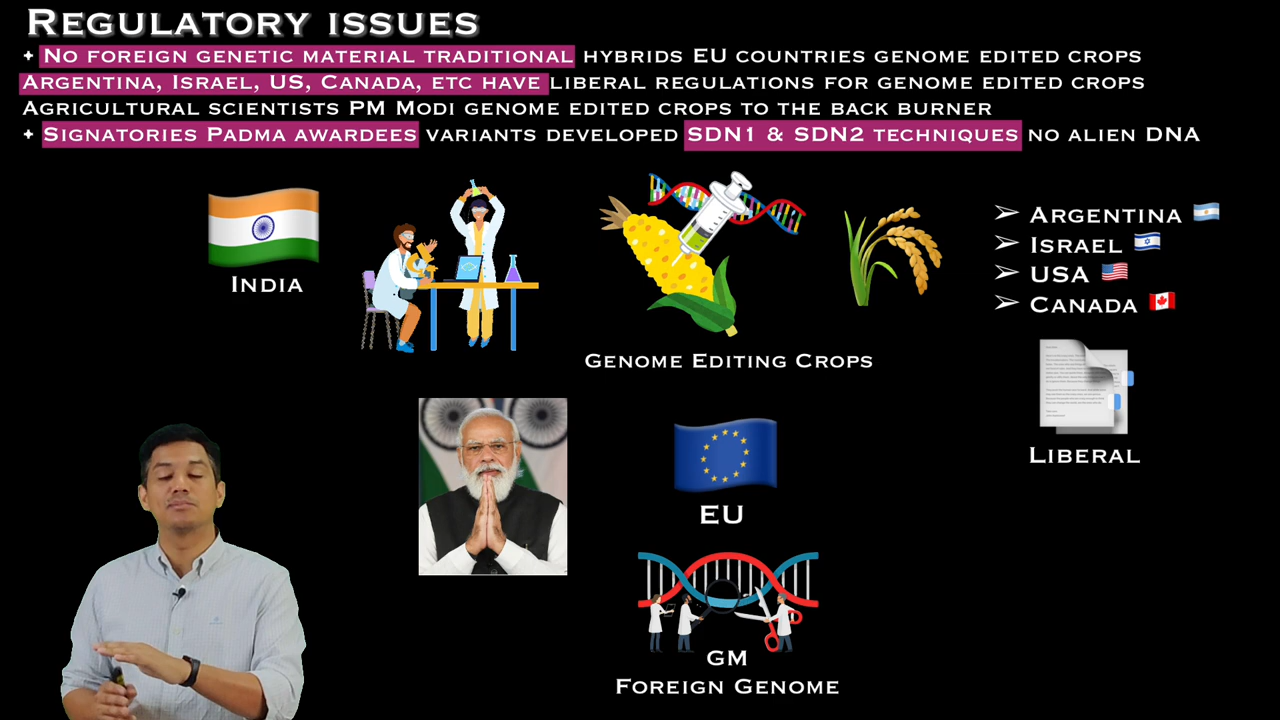 Regulatory issues
+ No foreign genetic material traditional hybrids EU countries genome edited crops
Argentina, Israel, US, Canada, etc have liberal regulations for genome edited crops
Agricultural scientists PM Modi genome edited crops to the back burner
+ Signatories Padma awardees variants developed SDN1 & SDN2 techniques no alien DNA
India
Genome Editing Crops
➢ Argentina 🇦🇷
➢ Israel 🇮🇱
➢ USA 🇺🇸
➢ Canada 🇨🇦
Liberal
EU
GM
Foreign Genome